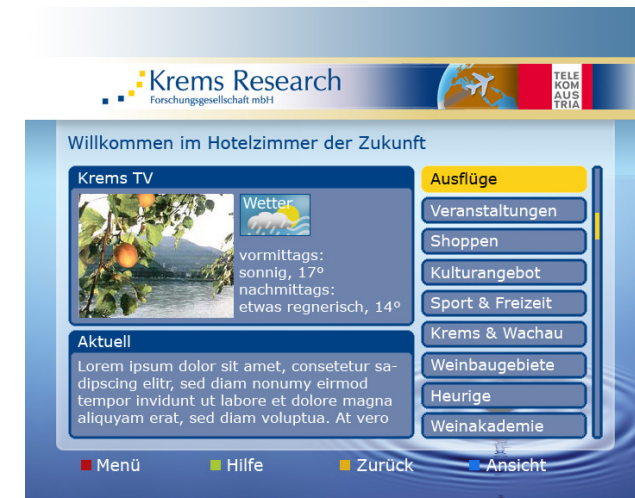 Krems Research
Forschungsgesellschaft mbH
TELE
KOM
AUS
TRIA
Willkommen im Hotelzimmer der Zukunft
Krems TV
Wetter
vormittags:
sonnig, 17º
nachmittags:
etwas regnerisch, 14º
Aktuell
Lorem ipsum dolor sit amet, consetetur sa-
dipscing elitr, sed diam nonumy eirmod
tempor invidunt ut labore et dolore magna
aliquyam erat, sed diam voluptua. At vero
Ausflüge
Veranstaltungen
Shoppen
Kulturangebot
Sport & Freizeit
Krems & Wachau
Weinbaugebiete
Heurige
Weinakademie
Menü
Hilfe
Zurück
Ansicht